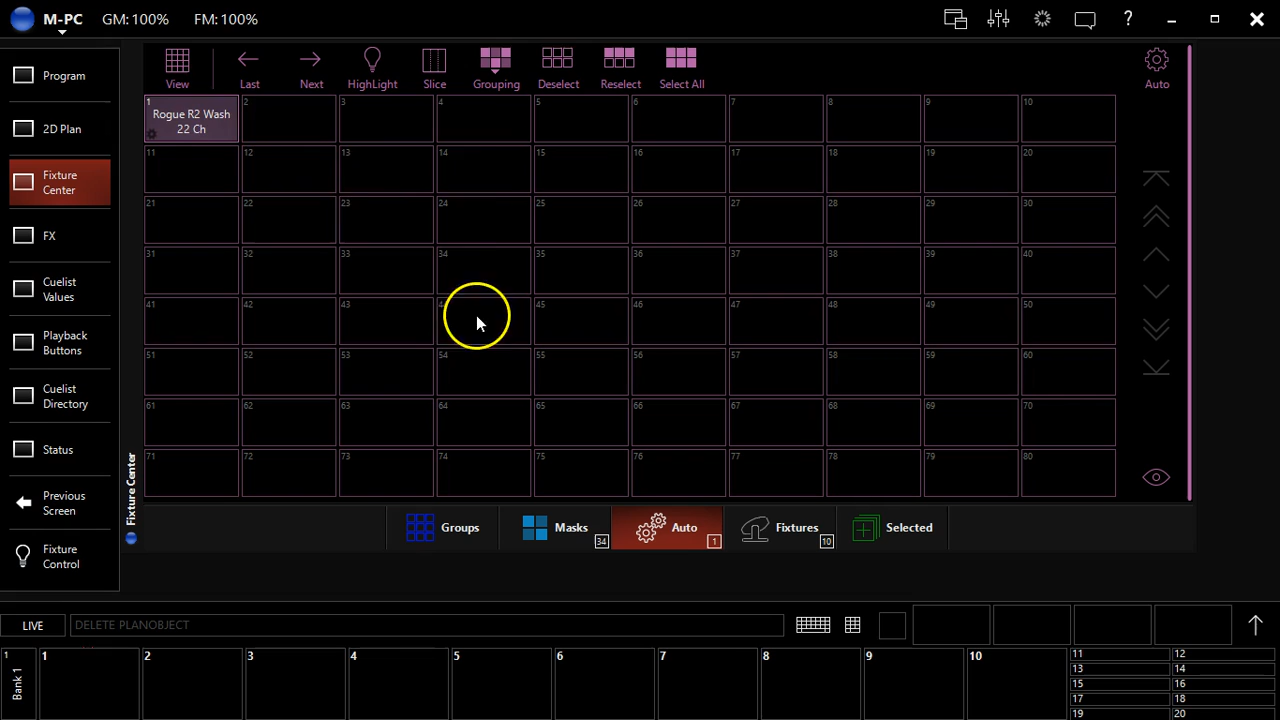 M-PC GM:100% FM:100% ?
Program
2D Plan
Fixture
Center
FX
Cuelist
Values
Playback
Buttons
Cuelist
Directory
Status
Previous
Screen
Fixture
Control
View Last Next HighLight Slice Grouping Deselect Reselect Select All Auto
1 2 3 4 5 6 7 8 9 10
Rogue R2 Wash
22 Ch
11 12 13 14 15 16 17 18 19 20
21 22 23 24 25 26 27 28 29 30
31 32 33 34 35 36 37 38 39 40
41 42 43 45 46 47 48 49 50
51 52 53 54 55 56 57 58 59 60
61 62 63 64 65 66 67 68 69 70
71 72 73 74 75 76 77 78 79 80
Fixture Center
Groups Masks 34 Auto 1 Fixtures 10 Selected
LIVE DELETE PLANOBJECT
1 Bank 1
1 2 3 4 5 6 7 8 9 10
11 12
13 14
15 16
17 18
19 20